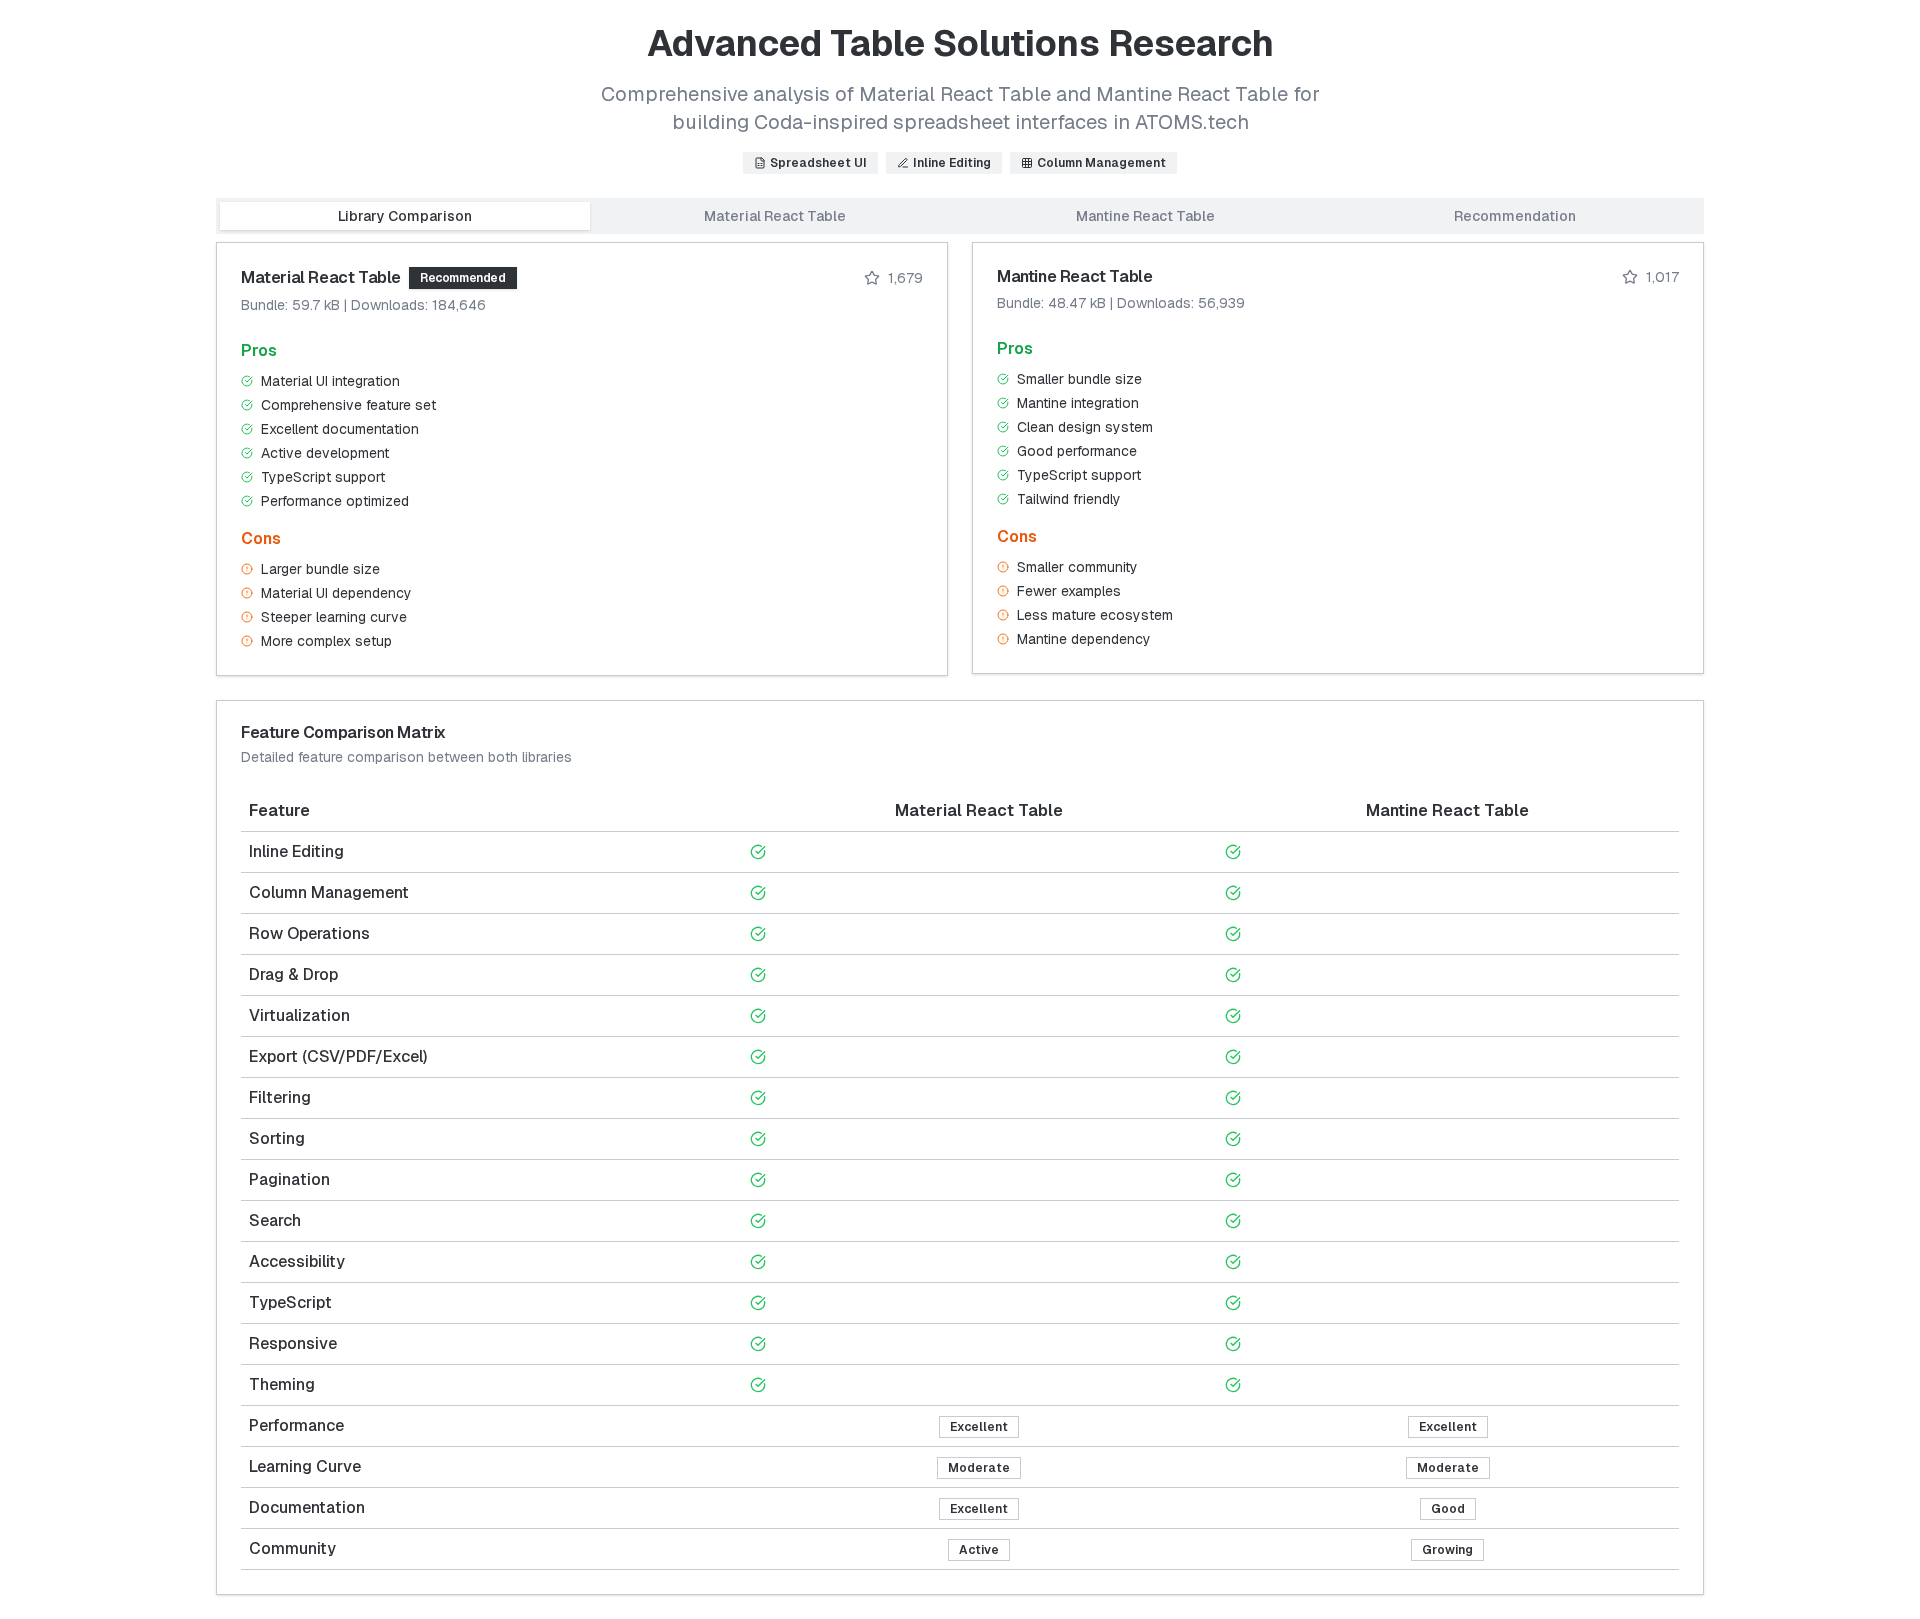 Advanced Table Solutions Research
Comprehensive analysis of Material React Table and Mantine React Table for
building Coda-inspired spreadsheet interfaces in ATOMS.tech
Spreadsheet UI Inline Editing Column Management
Library Comparison Material React Table Mantine React Table Recommendation
Material React Table Recommended 1,679
Bundle: 59.7 kB | Downloads: 184,646
Pros
Material UI integration
Comprehensive feature set
Excellent documentation
Active development
TypeScript support
Performance optimized
Cons
Larger bundle size
Material UI dependency
Steeper learning curve
More complex setup
Mantine React Table 1,017
Bundle: 48.47 kB | Downloads: 56,939
Pros
Smaller bundle size
Mantine integration
Clean design system
Good performance
TypeScript support
Tailwind friendly
Cons
Smaller community
Fewer examples
Less mature ecosystem
Mantine dependency
Feature Comparison Matrix
Detailed feature comparison between both libraries
Feature Material React Table Mantine React Table
Inline Editing
Column Management
Row Operations
Drag & Drop
Virtualization
Export (CSV/PDF/Excel)
Filtering
Sorting
Pagination
Search
Accessibility
TypeScript
Responsive
Theming
Performance Excellent Excellent
Learning Curve Moderate Moderate
Documentation Excellent Good
Community Active Growing